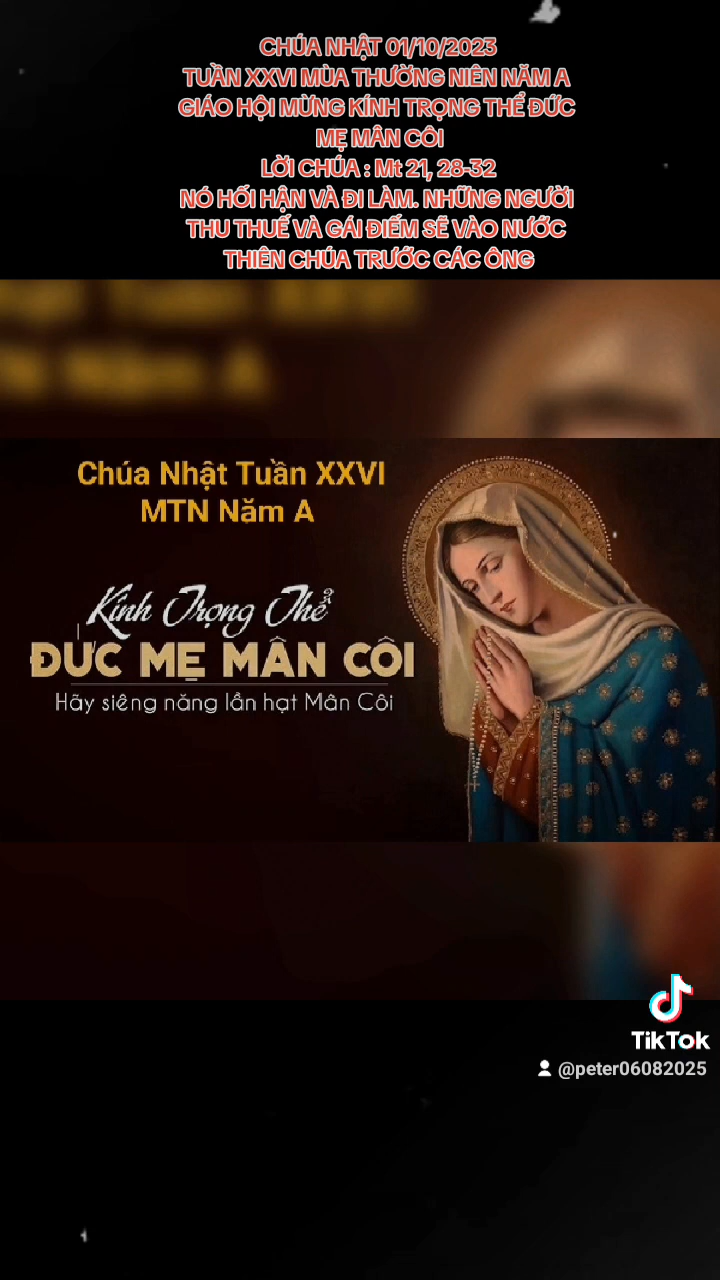 CHÚA NHẬT 01/10/2023
TUẦN XXVI MÙA THƯỜNG NIÊN NĂM A
GIÁO HỘI MỪNG KÍNH TRỌNG THỂ ĐỨC
MẸ MÂN CÔI
LỜI CHÚA : Mt 21, 28-32
NÓ HỐI HẬN VÀ ĐI LÀM. NHỮNG NGƯỜI
THU THUẾ VÀ GÁI ĐIẾM SẼ VÀO NƯỚC
THIÊN CHÚA TRƯỚC CÁC ÔNG
Chúa Nhật Tuần XXVI
MTN Năm A
Kính Trọng Thể
ĐỨC MẸ MÂN CÔI
Hãy siêng năng lần hạt Mân Côi
TikTok
@peter06082025